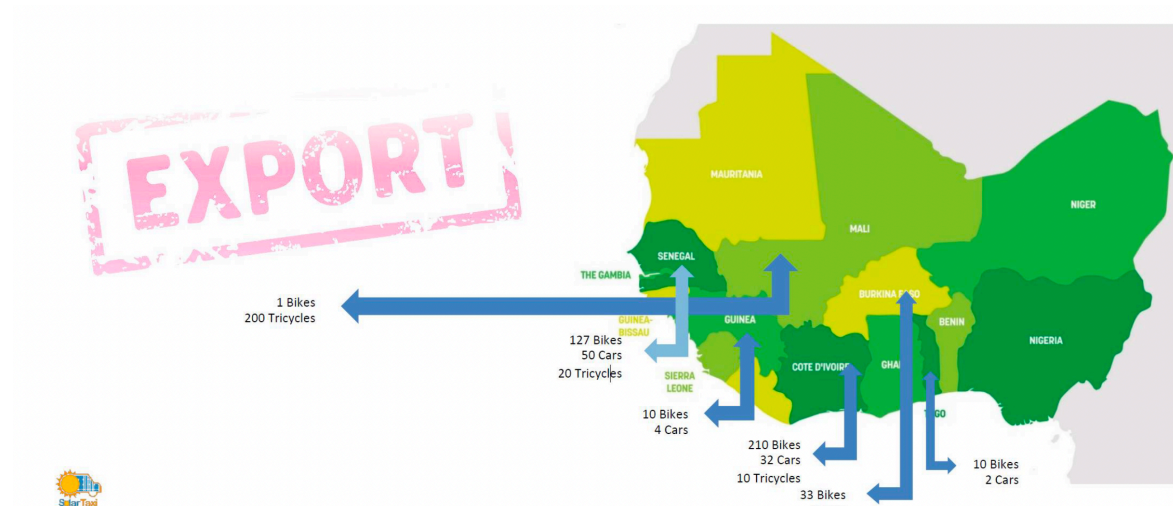 EXPORT
MAURITANIA
MALI
NIGER
SENEGAL
THE GAMBIA
1 Bikes
200 Tricycles
BURKINA
GUINEA-
BISSAU
GUINEA
BENIN
NIGERIA
127 Bikes
50 Cars
20 Tricycles
COTE D'IVOIRE
SIERRA
LEONE
10 Bikes
4 Cars
210 Bikes
32 Cars
10 Tricycles
33 Bikes
10 Bikes
2 Cars
SolarTaxi